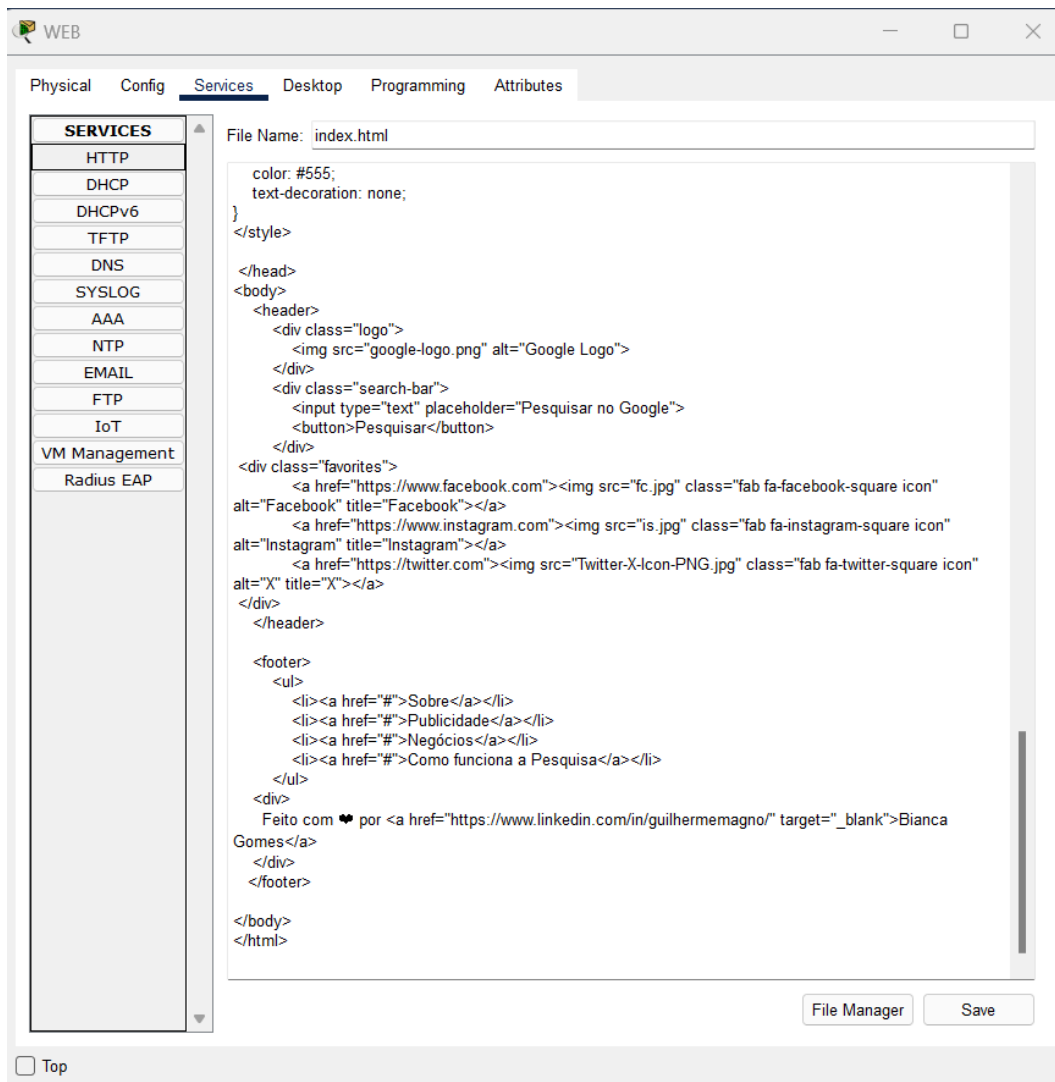 WEB
Physical Config Services Desktop Programming Attributes
SERVICES
HTTP
DHCP
DHCPv6
TFTP
DNS
SYSLOG
AAA
NTP
EMAIL
FTP
IoT
VM Management
Radius EAP
File Name: index.html
color: #555;
text-decoration: none;
}
</style>
</head>
<body>
<header>
<div class="logo">
<img src="google-logo.png" alt="Google Logo">
</div>
<div class="search-bar">
<input type="text" placeholder="Pesquisar no Google">
<button>Pesquisar</button>
</div>
<div class="favorites">
<a href="https://www.facebook.com"><img src="fc.jpg" class="fab fa-facebook-square icon"
alt="Facebook" title="Facebook"></a>
<a href="https://www.instagram.com"><img src="is.jpg" class="fab fa-instagram-square icon"
alt="Instagram" title="Instagram"></a>
<a href="https://twitter.com"><img src="Twitter-X-Icon-PNG.jpg" class="fab fa-twitter-square icon"
alt="X" title="X"></a>
</div>
</header>
<footer>
<ul>
<li><a href="#">Sobre</a></li>
<li><a href="#">Publicidade</a></li>
<li><a href="#">Negócios</a></li>
<li><a href="#">Como funciona a Pesquisa</a></li>
</ul>
<div>
Feito com ❤ por <a href="https://www.linkedin.com/in/guilhermemagno/" target="_blank">Bianca
Gomes</a>
</div>
</footer>
</body>
</html>
File Manager Save
Top